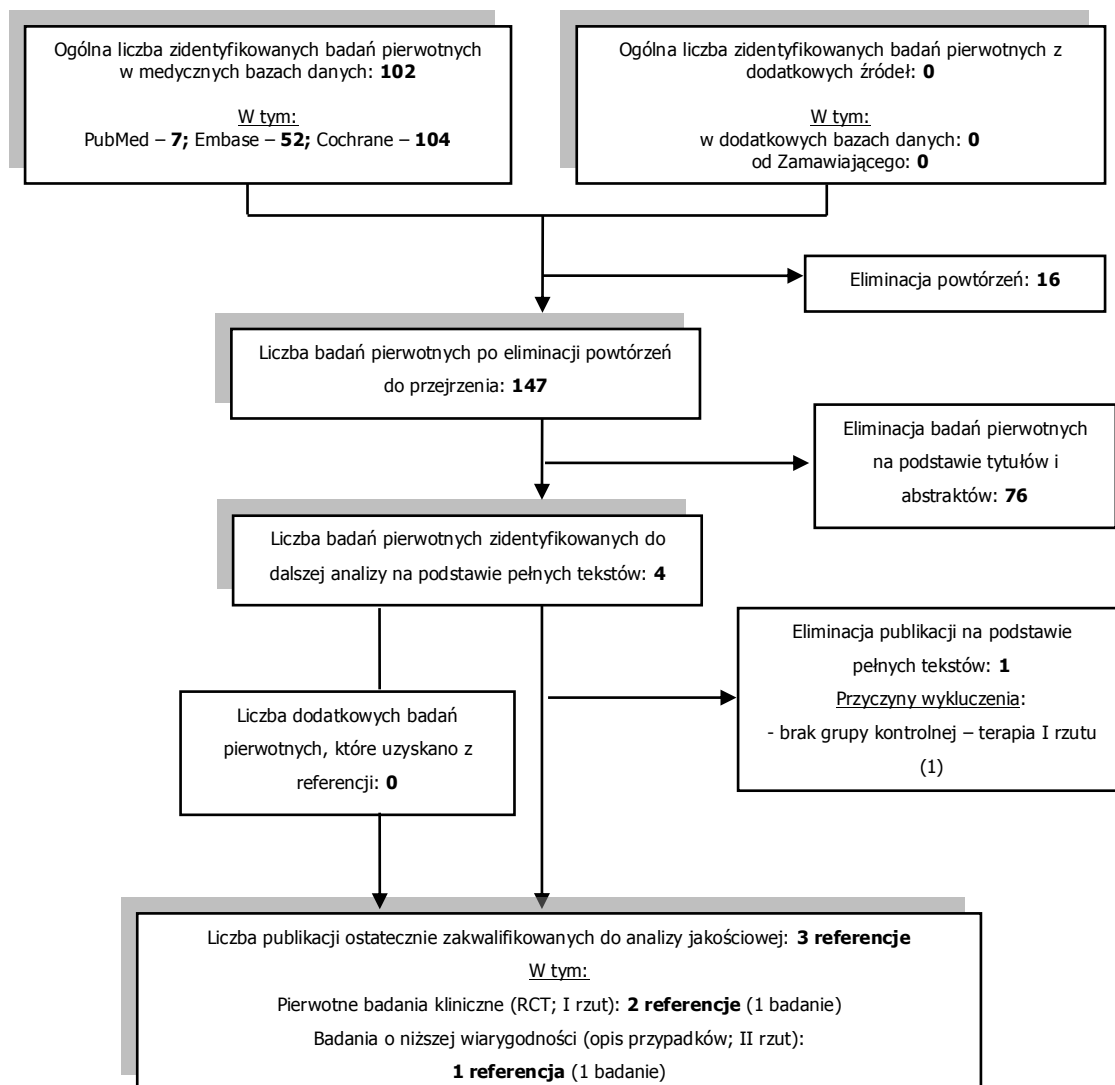 Ogólna liczba zidentyfikowanych badań pierwotnych
w medycznych bazach danych: 102
W tym:
PubMed – 7; Embase – 52; Cochrane – 104
Ogólna liczba zidentyfikowanych badań pierwotnych z
dodatkowych źródeł: 0
W tym:
w dodatkowych bazach danych: 0
od Zamawiającego: 0
Eliminacja powtórzeń: 16
Liczba badań pierwotnych po eliminacji powtórzeń
do przejrzenia: 147
Eliminacja badań pierwotnych
na podstawie tytułów i
abstraktów: 76
Liczba badań pierwotnych zidentyfikowanych do
dalszej analizy na podstawie pełnych tekstów: 4
Eliminacja publikacji na podstawie
pełnych tekstów: 1
Przyczyny wykluczenia:
- brak grupy kontrolnej – terapia I rzutu
(1)
Liczba dodatkowych badań
pierwotnych, które uzyskano z
referencji: 0
Liczba publikacji ostatecznie zakwalifikowanych do analizy jakościowej: 3 referencje
W tym:
Pierwotne badania kliniczne (RCT; I rzut): 2 referencje (1 badanie)
Badania o niższej wiarygodności (opis przypadków; II rzut):
1 referencja (1 badanie)